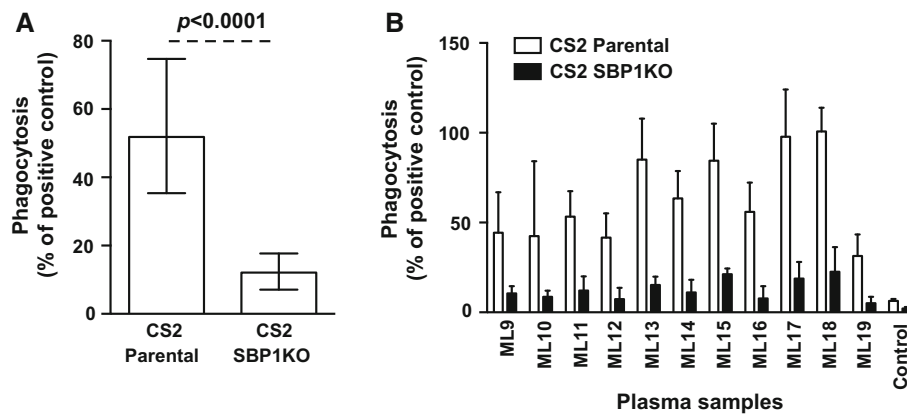 A
p<0.0001
Phagocytosis
(% of positive control)
80
60
40
20
0
CS2
Parental
CS2
SBP1KO
B
CS2 Parental
CS2 SBP1KO
Phagocytosis
(% of positive control)
150
100
50
0
ML9
ML10
ML11
ML12
ML13
ML14
ML15
ML16
ML17
ML18
ML19
Control
Plasma samples